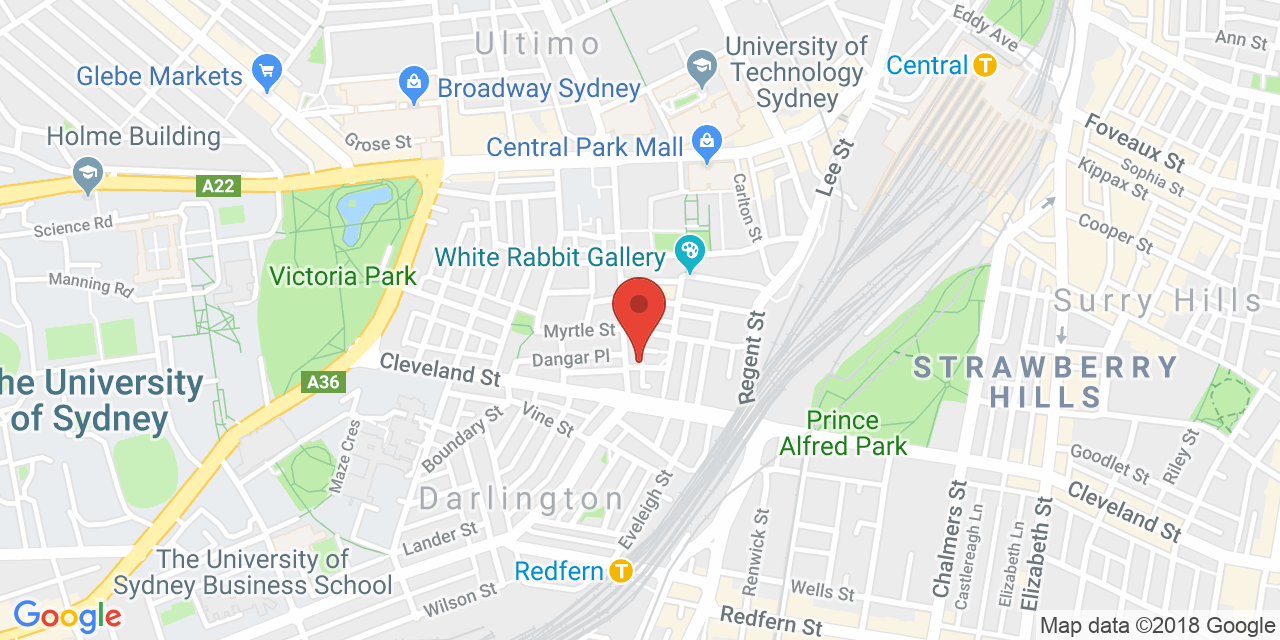 Eddy Ave
Ann St
Ultimo
University of
Technology
Sydney
Central T
Glebe Markets
Broadway Sydney
Holme Building
Grose St
Central Park Mall
Foveaux St
Sophia St
Kippax St
Lee St
Carlton St
A22
Science Rd
Cooper St
White Rabbit Gallery
Victoria Park
Manning Rd
Surry Hills
Myrtle St
Dangar Pl
Regent St
STRAWBERRY
HILLS
Cleveland St
A36
he University
of Sydney
Boundary St
Vine St
Prince
Alfred Park
Maze Cres
Riley St
Goodlet St
Darlington
Cleveland St
Lander St
Eveleigh St
Renwick St
Chalmers St
Castlereagh Ln
Elizabeth Ln
Elizabeth St
The University of
Sydney Business School
Redfern T
Wilson St
Wells St
Redfern St
Google
Map data ©2018 Google